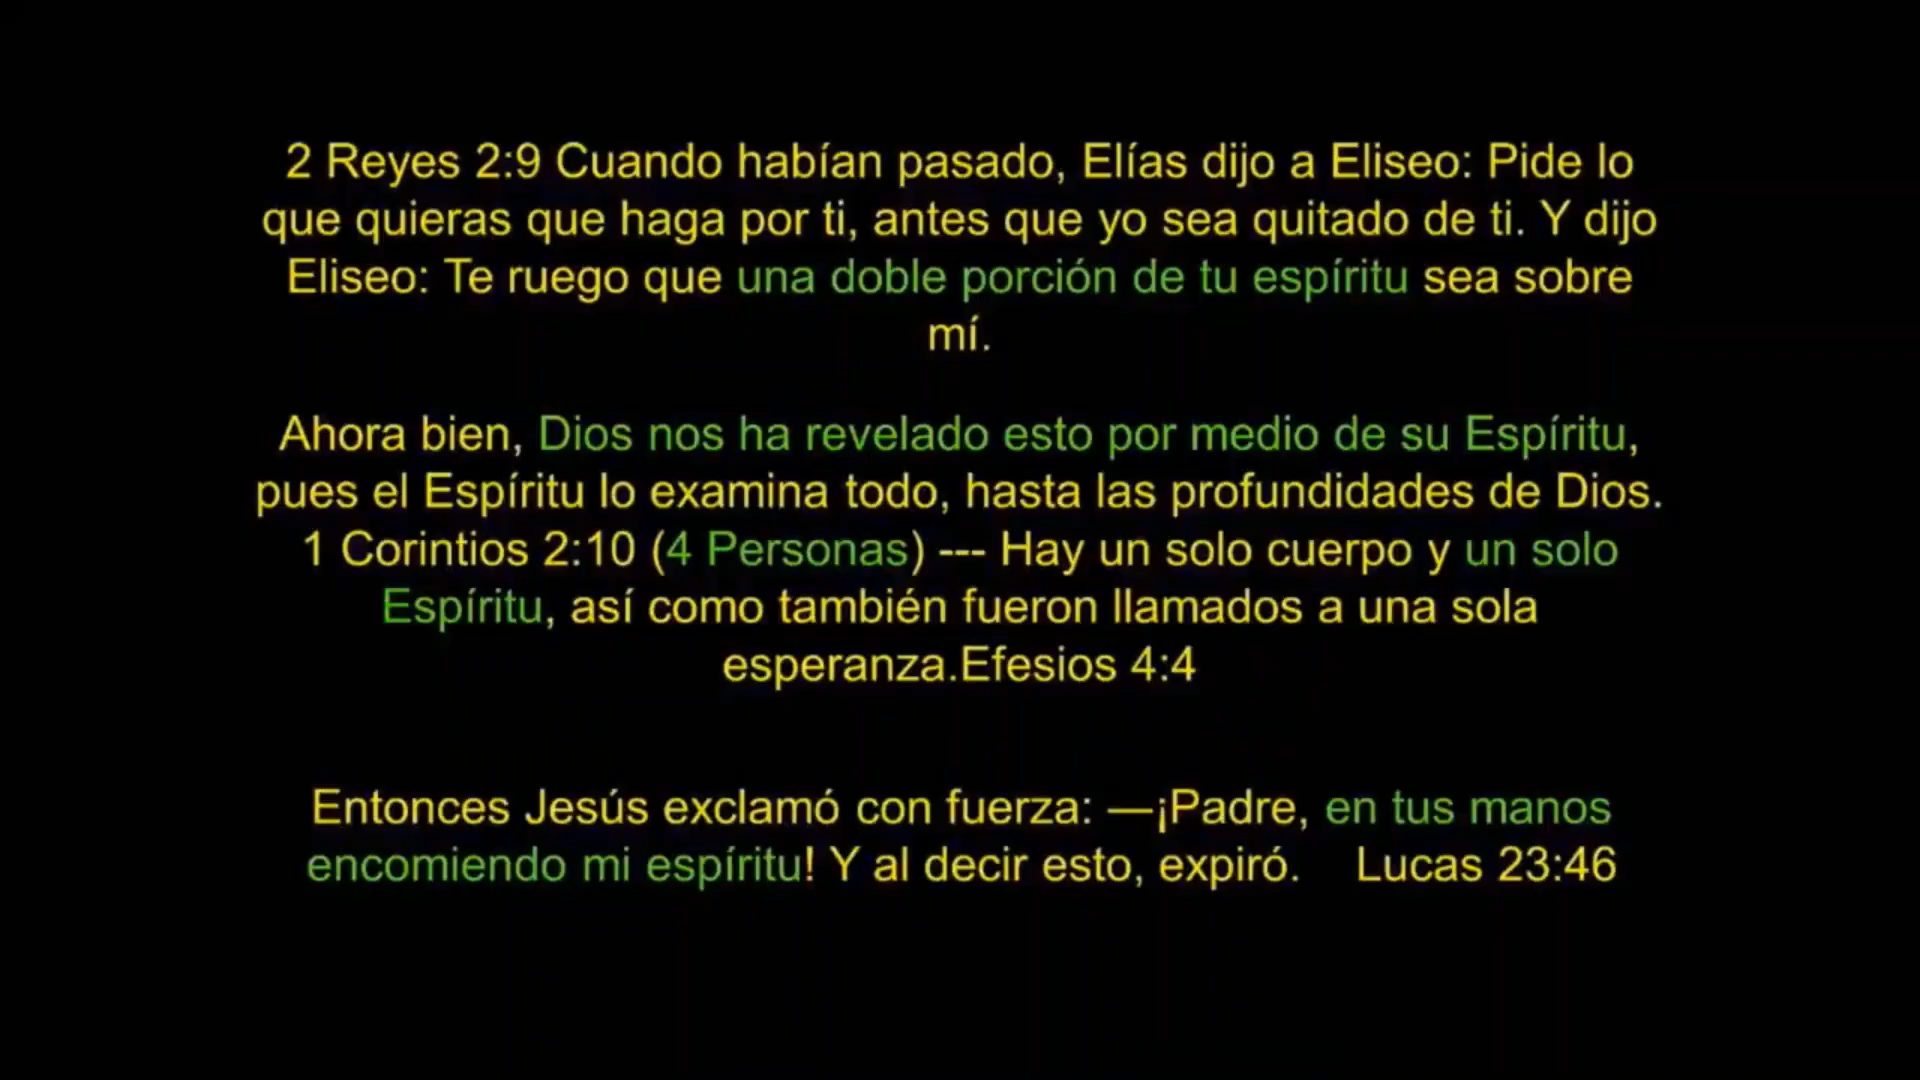 2 Reyes 2:9 Cuando habían pasado, Elías dijo a Eliseo: Pide lo
que quieras que haga por ti, antes que yo sea quitado de ti. Y dijo
Eliseo: Te ruego que una doble porción de tu espíritu sea sobre
mí.
Ahora bien, Dios nos ha revelado esto por medio de su Espíritu,
pues el Espíritu lo examina todo, hasta las profundidades de Dios.
1 Corintios 2:10 (4 Personas) --- Hay un solo cuerpo y un solo
Espíritu, así como también fueron llamados a una sola
esperanza.Efesios 4:4
Entonces Jesús exclamó con fuerza: —¡Padre, en tus manos
encomiendo mi espíritu! Y al decir esto, expiró. Lucas 23:46